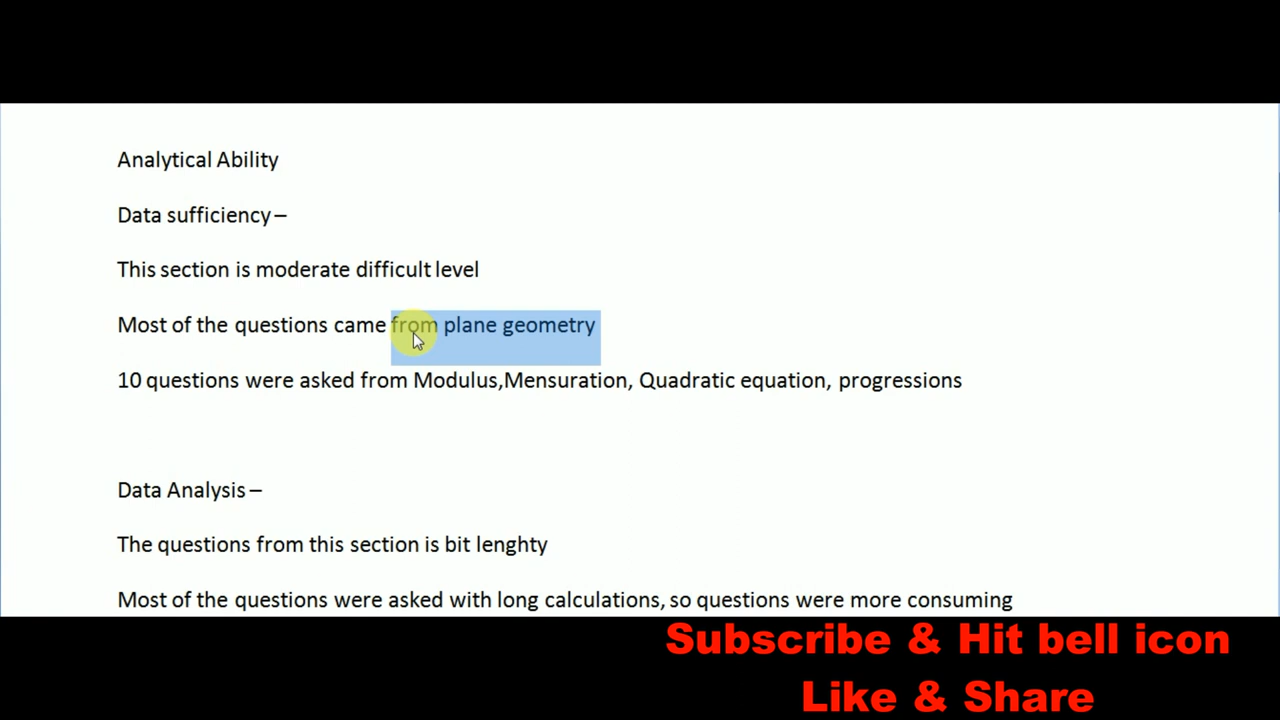 Analytical Ability
Data sufficiency –
This section is moderate difficult level
Most of the questions came from plane geometry
10 questions were asked from Modulus,Mensuration, Quadratic equation, progressions
Data Analysis –
The questions from this section is bit lenghty
Most of the questions were asked with long calculations, so questions were more consuming
Subscribe & Hit bell icon
Like & Share